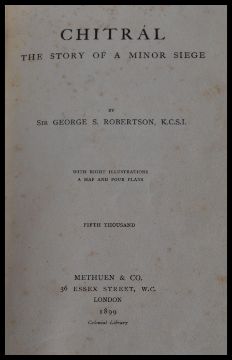 CHITRÁL
THE STORY OF A MINOR SIEGE
BY
SIR GEORGE S. ROBERTSON, K.C.S.I.
WITH EIGHT ILLUSTRATIONS
A MAP AND FOUR PLANS
FIFTH THOUSAND
METHUEN & CO.
36 ESSEX STREET, W.C.
LONDON
1899
Colonial Library